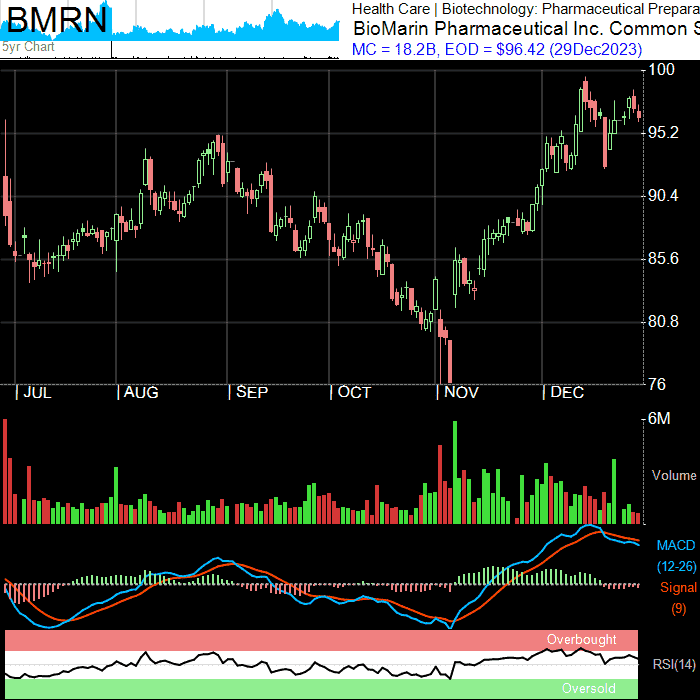 BMRN
5yr Chart
Health Care | Biotechnology: Pharmaceutical Prepara
BioMarin Pharmaceutical Inc. Common S
MC = 18.2B, EOD = $96.42 (29Dec2023)
100
95.2
90.4
85.6
80.8
76
| JUL | AUG | SEP | OCT | NOV | DEC
6M
Volume
MACD
(12-26)
Signal
(9)
Overbought
RSI(14)
Oversold